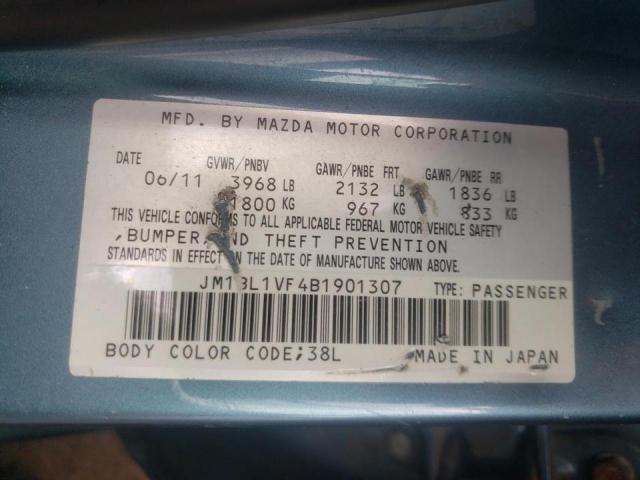 MFD. BY MAZDA MOTOR CORPORATION
DATE GVWR/PNBV GAWR/PNBE FRT GAWR/PNBE RR
06/11 3968 LB 2132 LB 1836 LB
1800 KG 967 KG 833 KG
THIS VEHICLE CONFORMS TO ALL APPLICABLE FEDERAL MOTOR VEHICLE SAFETY
,BUMPER,AND THEFT PREVENTION
STANDARDS IN EFFECT ON THE DATE OF MANUFACTURE SHOWN ABOVE.
JM1BL1VF4B1901307 TYPE: PASSENGER
BODY COLOR CODE;38L MADE IN JAPAN